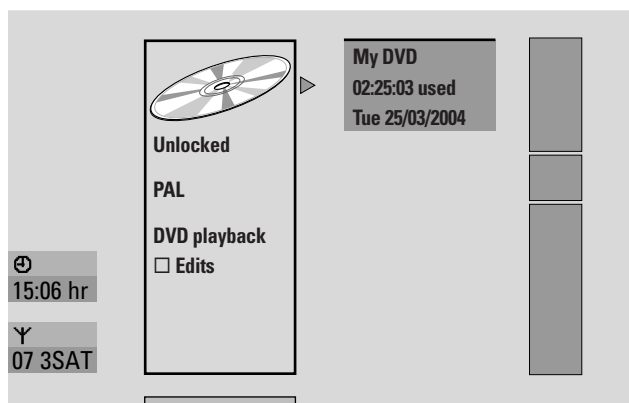 My DVD
02:25:03 used
Tue 25/03/2004
Unlocked
PAL
DVD playback
☐ Edits
15:06 hr
07 3SAT